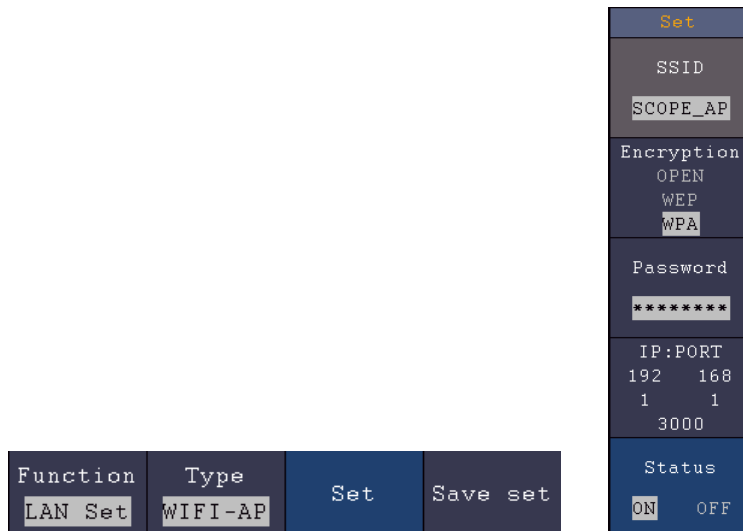 Set
SSID
SCOPE_AP
Encryption
OPEN
WEP
WPA
Password
********
IP:PORT
192 168
1 1
3000
Status
ON OFF
Function
LAN Set
Type
WIFI-AP
Set
Save set